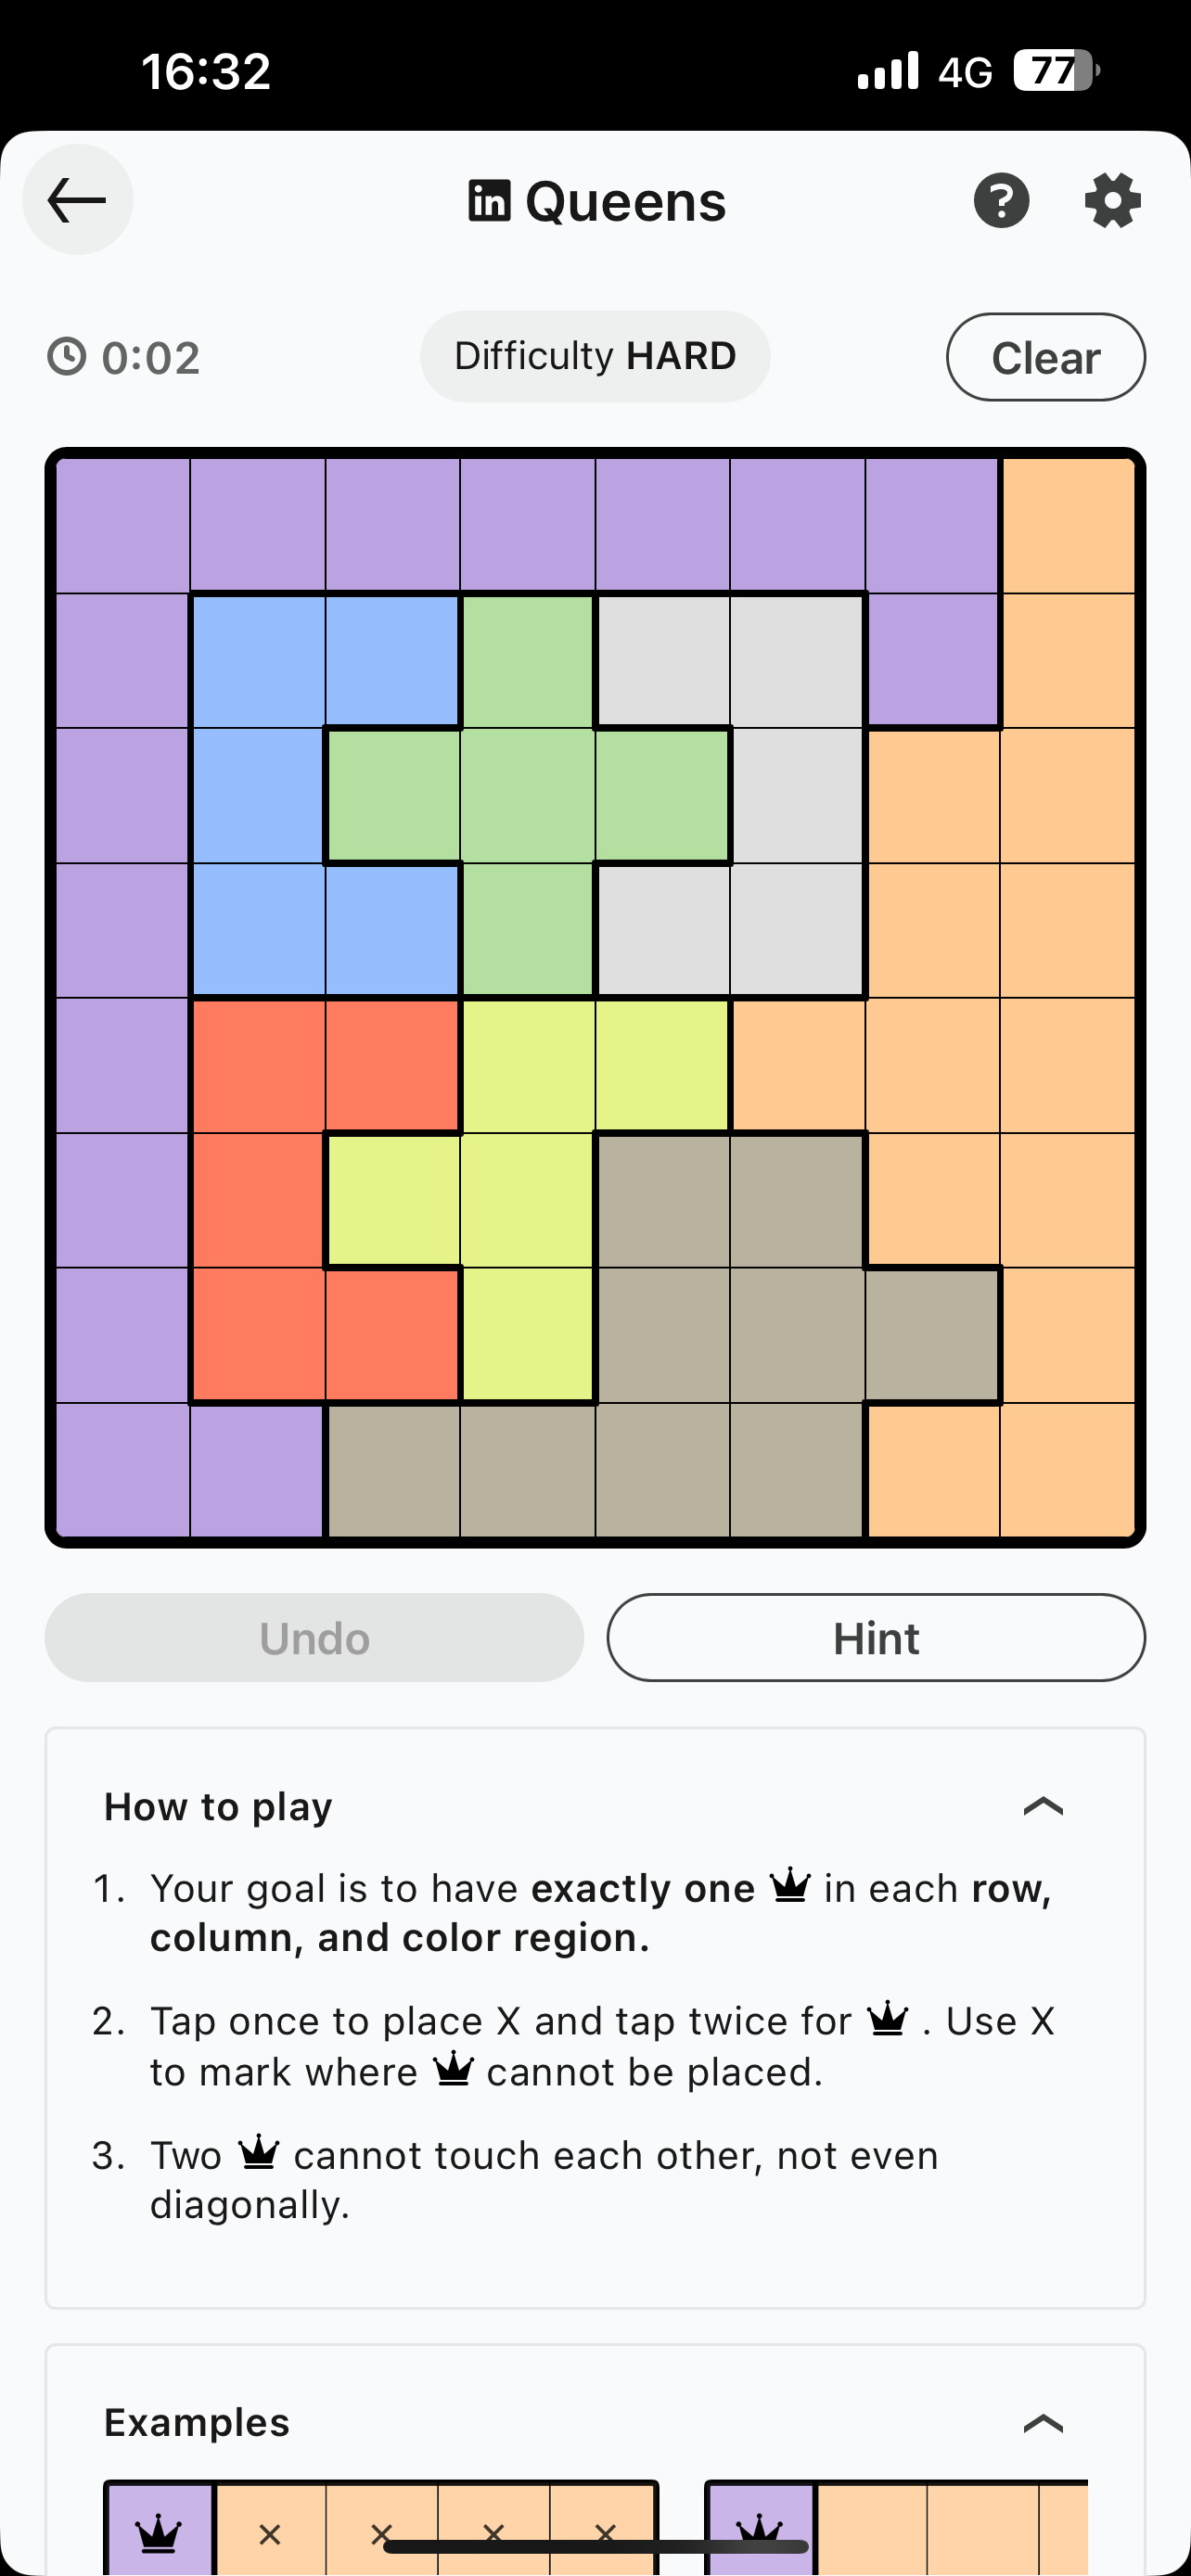 16:32
4G 77
in Queens
0:02
Difficulty HARD
Clear
Undo
Hint
How to play
1. Your goal is to have exactly one in each row,
column, and color region.
2. Tap once to place X and tap twice for . Use X
to mark where cannot be placed.
3. Two cannot touch each other, not even
diagonally.
Examples